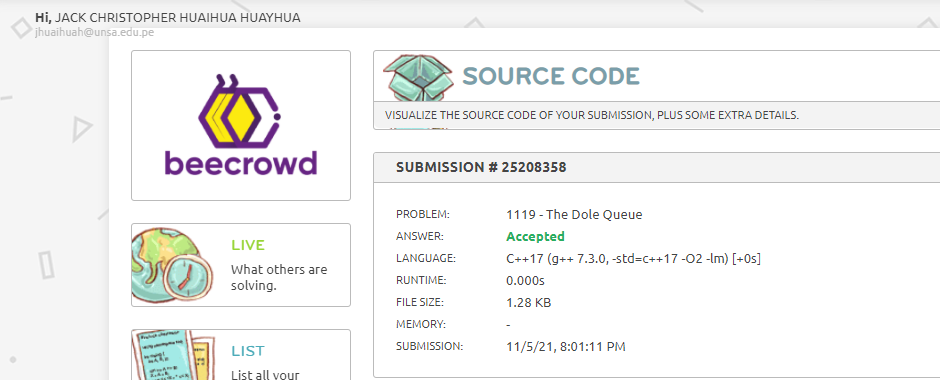 Hi, JACK CHRISTOPHER HUAIHUA HUAYHUA
jhuaihuah@unsa.edu.pe
beecrowd
SOURCE CODE
VISUALIZE THE SOURCE CODE OF YOUR SUBMISSION, PLUS SOME EXTRA DETAILS.
SUBMISSION # 25208358
PROBLEM: 1119 - The Dole Queue
ANSWER: Accepted
LANGUAGE: C++17 (g++ 7.3.0, -std=c++17 -O2 -lm) [+0s]
RUNTIME: 0.000s
FILE SIZE: 1.28 KB
MEMORY: -
SUBMISSION: 11/5/21, 8:01:11 PM
LIVE
What others are
solving.
LIST
List all your